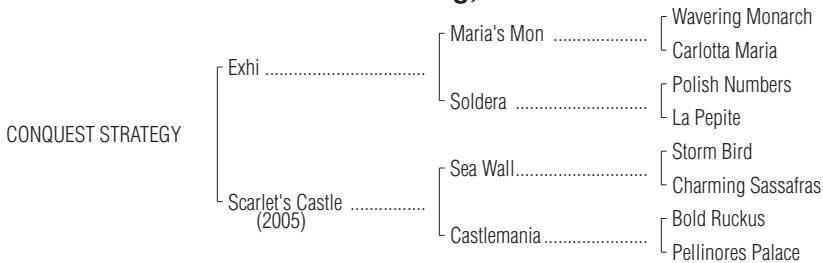 Wavering Monarch
Maria's Mon ....................
Carlotta Maria
Exhi ..................................
Polish Numbers
Soldera ............................
La Pepite
CONQUEST STRATEGY
Storm Bird
Sea Wall............................
Charming Sassafras
Scarlet's Castle ................
(2005)
Bold Ruckus
Castlemania......................
Pellinores Palace